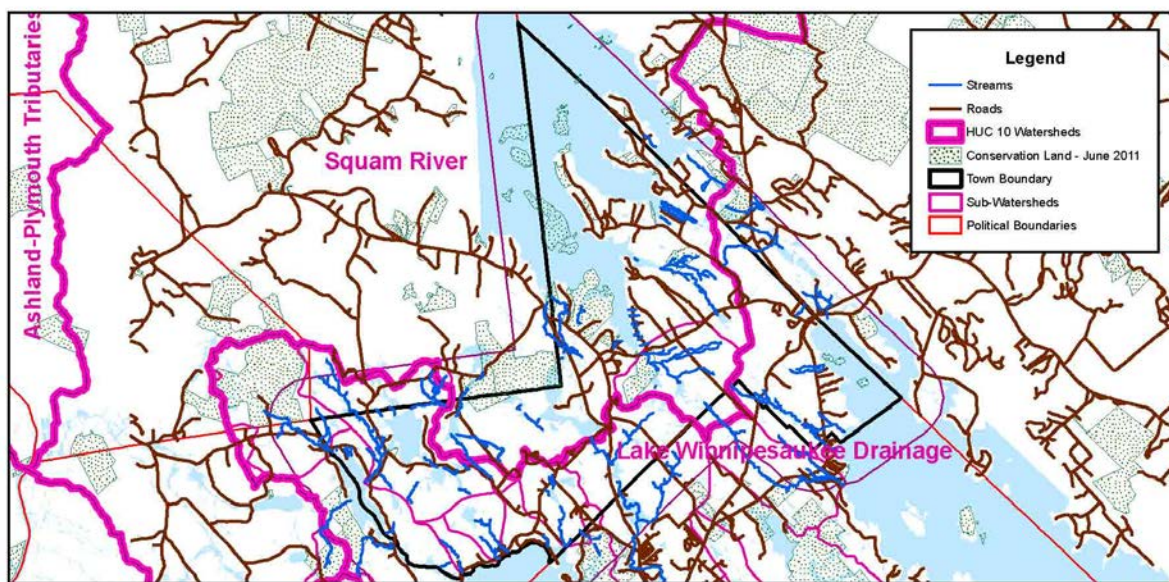 Ashland-Plymouth Tributaries
Squam River
Lake Winnipesaukee Drainage
Legend
Streams
Roads
HUC 10 Watersheds
Conservation Land - June 2011
Town Boundary
Sub-Watersheds
Political Boundaries